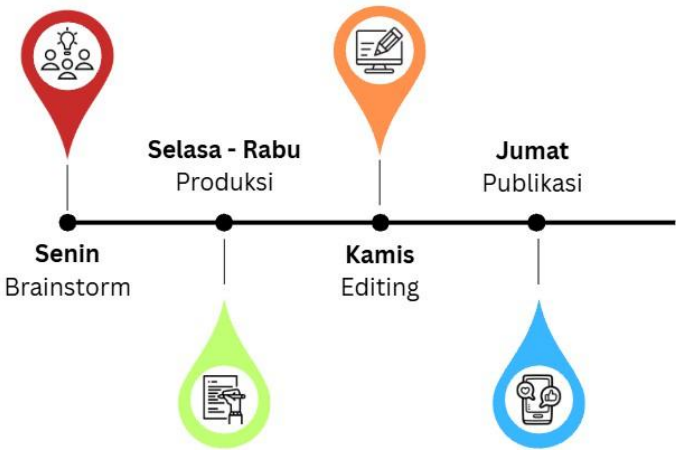 Senin
Brainstorm
Selasa - Rabu
Produksi
Kamis
Editing
Jumat
Publikasi